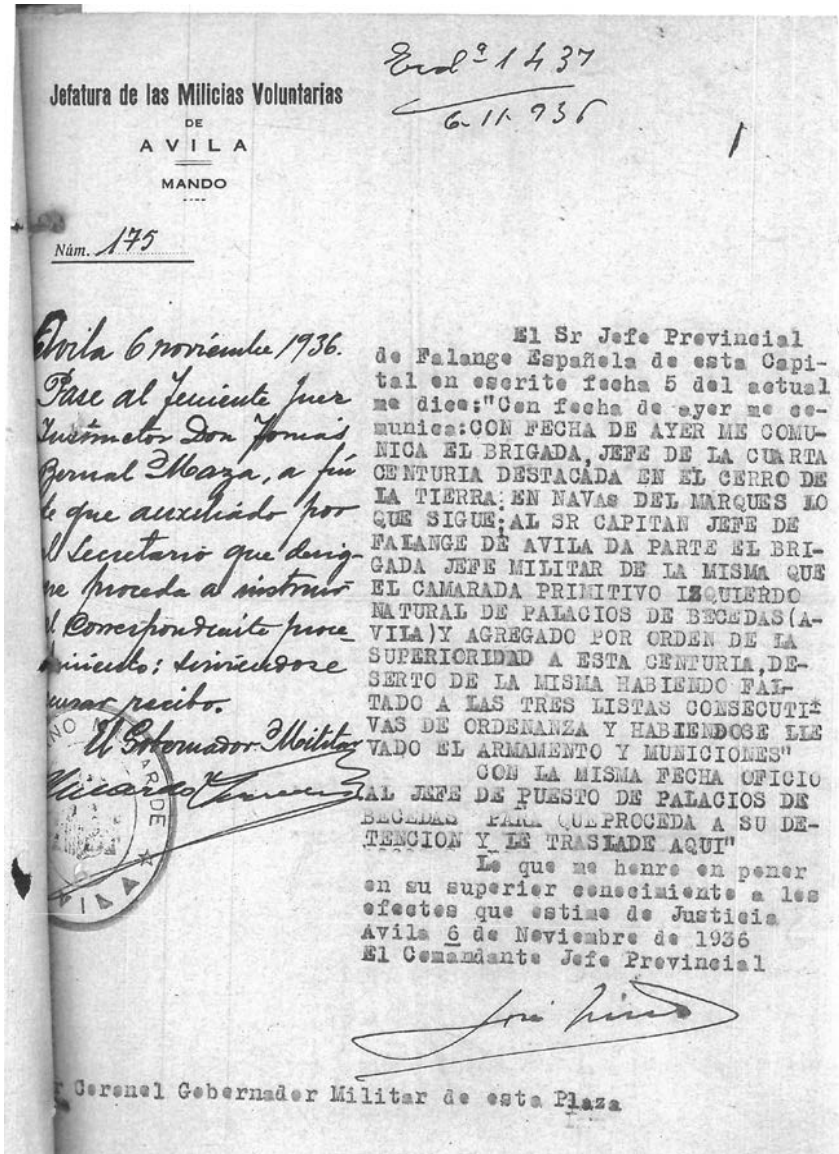 Jefatura de las Milicias Voluntarias
DE
AVILA
MANDO
Núm. 175
Entdª 1437
6-11-936
1
Avila 6 noviembre 1936.
Pase al Teniente Juez
Instructor Don Tomás
Bernal Maza, a fin
de que auxiliado por
el Secretario que desig-
ne proceda a instruir
el Correspondiente proce
dimiento: sirviendose
acusar recibo.
El Gobernador Militar
El Sr Jefe Provincial
de Falange Española de esta Capi-
tal en escrito fecha 5 del actual
me dice:"Con fecha de ayer me co-
munica:CON FECHA DE AYER ME COMU-
NICA EL BRIGADA, JEFE DE LA CUARTA
CENTURIA DESTACADA EN EL CERRO DE
LA TIERRA: EN NAVAS DEL MARQUES LO
QUE SIGUE; AL SR CAPITAN JEFE DE
FALANGE DE AVILA DA PARTE EL BRI-
GADA JEFE MILITAR DE LA MISMA QUE
EL CAMARADA PRIMITIVO IZQUIERDO
NATURAL DE PALACIOS DE BECEDAS(A-
VILA)Y AGREGADO POR ORDEN DE LA
SUPERIORIDAD A ESTA CENTURIA,DE-
SERTO DE LA MISMA HABIENDO FAL-
TADO A LAS TRES LISTAS CONSECUTI-
VAS DE ORDENANZA Y HABIENDOSE LLE
VADO EL ARMAMENTO Y MUNICIONES"
CON LA MISMA FECHA OFICIO
AL JEFE DE PUESTO DE PALACIOS DE
BECEDAS PARA QUEPROCEDA A SU DE-
TENCION Y LE TRASLADE AQUI"
Lo que me honro en poner
en su superior conocimiento a los
efectos que estime de Justicia
Avila 6 de Noviembre de 1936
El Comandante Jefe Provincial
r Coronel Gobernador Militar de esta Plaza